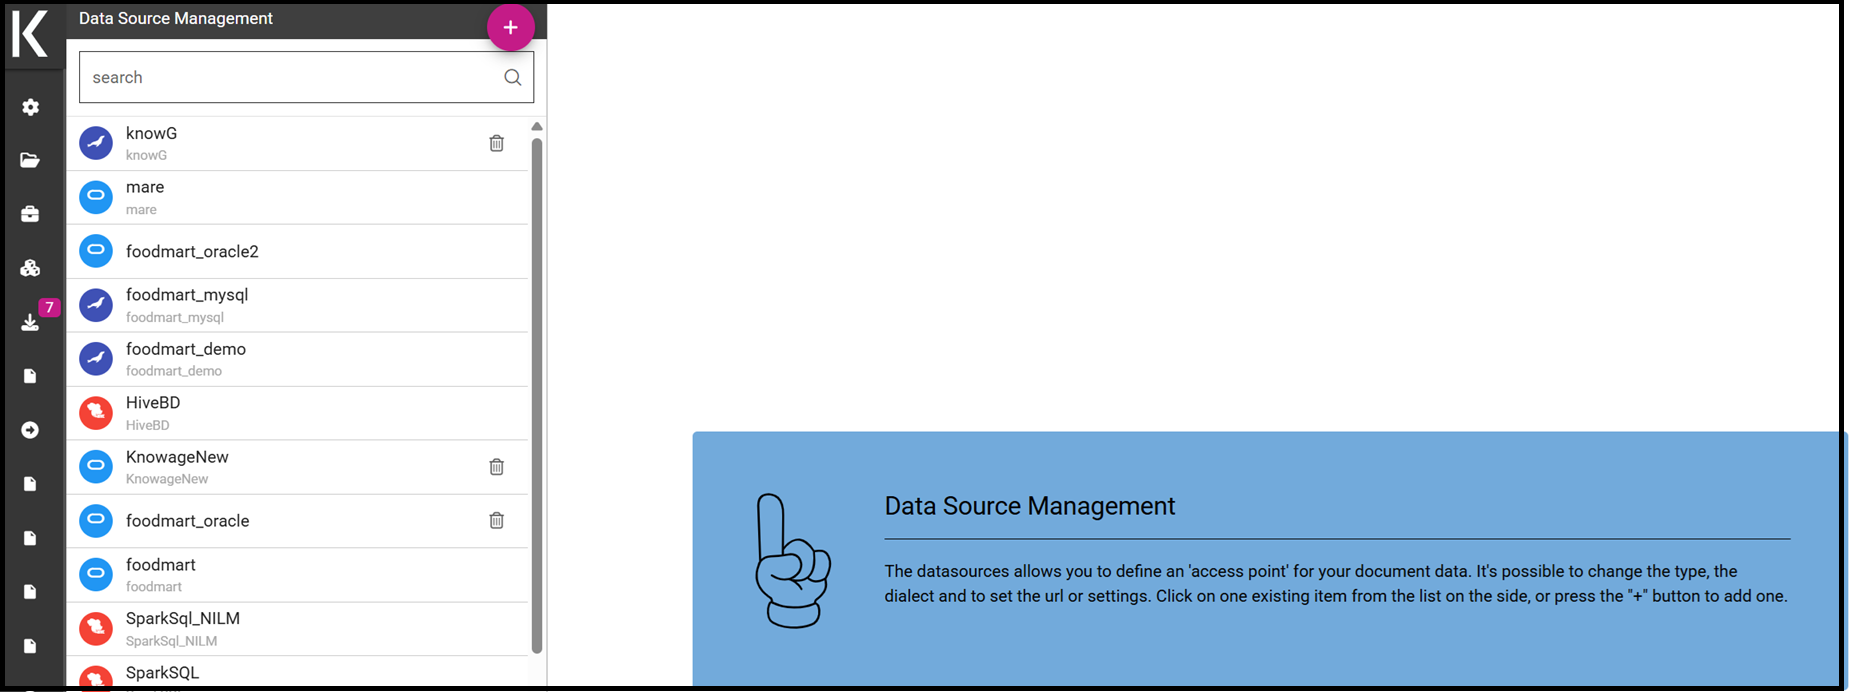 K
Data Source Management
+
search
knowG
knowG
mare
mare
foodmart_oracle2
7
foodmart_mysql
foodmart_mysql
foodmart_demo
foodmart_demo
HiveBD
HiveBD
KnowageNew
KnowageNew
foodmart_oracle
foodmart
foodmart
SparkSql_NILM
SparkSql_NILM
SparkSQL
Data Source Management
The datasources allows you to define an 'access point' for your document data. It's possible to change the type, the
dialect and to set the url or settings. Click on one existing item from the list on the side, or press the "+" button to add one.